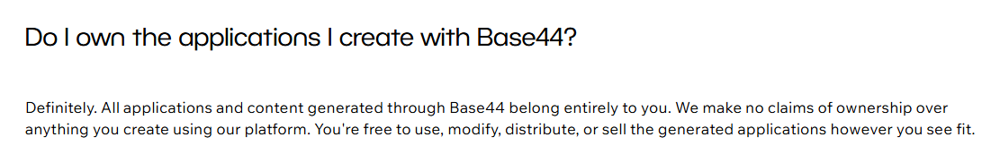 Do I own the applications I create with Base44?
Definitely. All applications and content generated through Base44 belong entirely to you. We make no claims of ownership over
anything you create using our platform. You're free to use, modify, distribute, or sell the generated applications however you see fit.